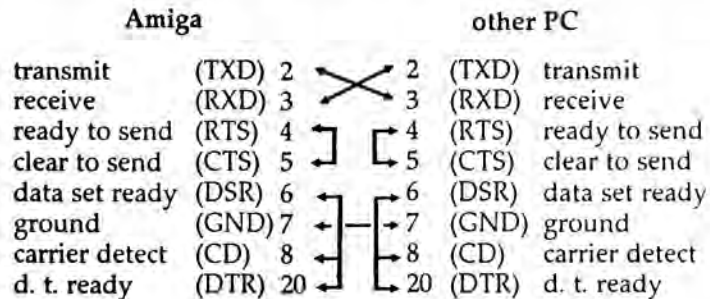 Amiga other PC
transmit (TXD) 2 2 (TXD) transmit
receive (RXD) 3 3 (RXD) receive
ready to send (RTS) 4 4 (RTS) ready to send
clear to send (CTS) 5 5 (CTS) clear to send
data set ready (DSR) 6 6 (DSR) data set ready
ground (GND) 7 7 (GND) ground
carrier detect (CD) 8 8 (CD) carrier detect
d. t. ready (DTR) 20 20 (DTR) d. t. ready